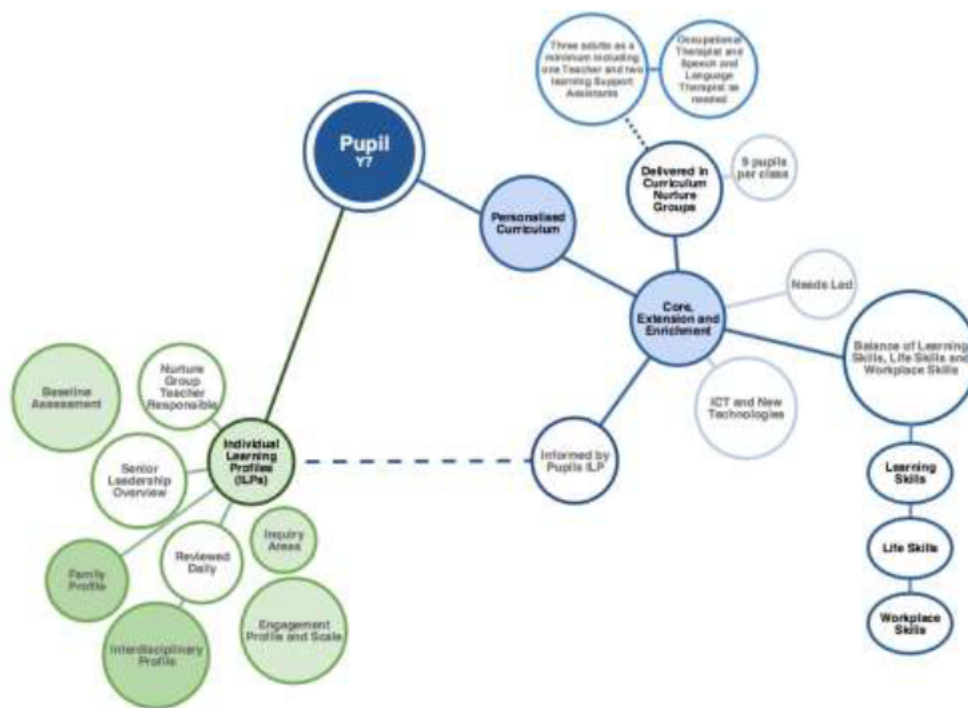 Three adults as a
minimum including
one Teacher and two
learning Support
Assistants
Occupational
Therapist and
Speech and
Language
Therapist as
needed
Pupil
Y7
Delivered in
Curriculum
Nurture
Groups
9 pupils
per class
Personalised
Curriculum
Core,
Extension and
Enrichment
Needs Led
Balance of Learning
Skills, Life Skills and
Workplace Skills
ICT and New
Technologies
Informed by
Pupils ILP
Learning
Skills
Life Skills
Workplace
Skills
Baseline
Assessment
Nurture
Group
Teacher
Responsible
Individual
Learning
Profiles
(ILPs)
Senior
Leadership
Overview
Inquiry
Areas
Family
Profile
Reviewed
Daily
Engagement
Profile and Scale
Interdisciplinary
Profile